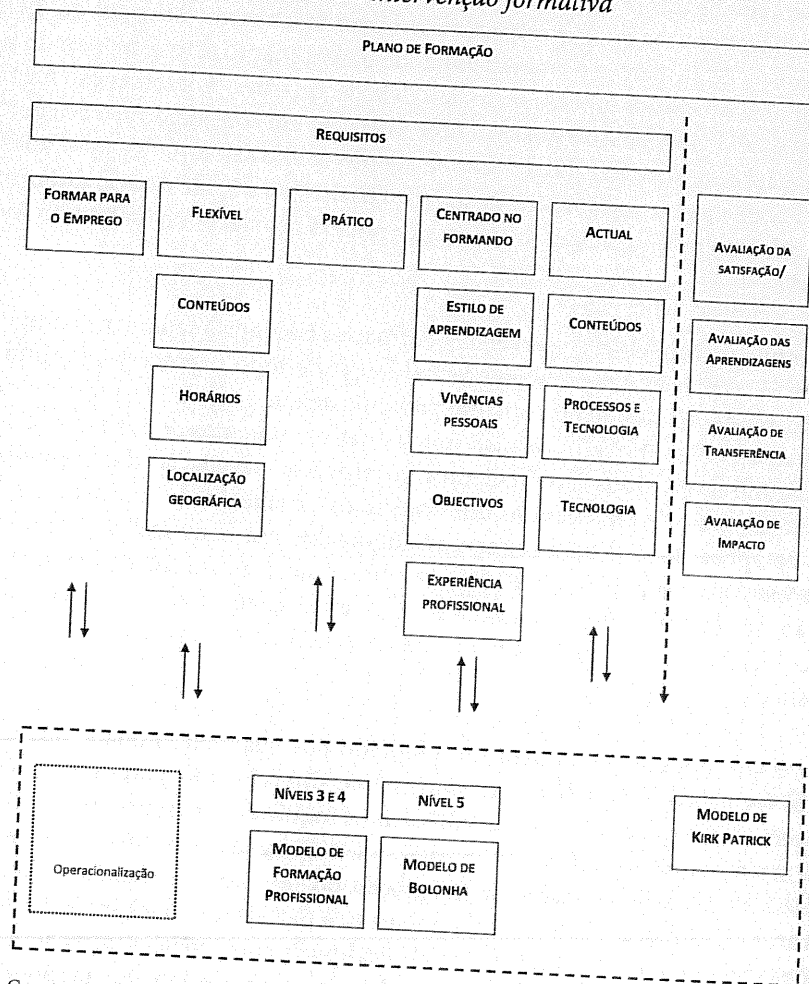 intervenção formativa
PLANO DE FORMAÇÃO
REQUISITOS
FORMAR PARA
O EMPREGO
FLEXÍVEL
CONTEÚDOS
HORÁRIOS
LOCALIZAÇÃO
GEOGRÁFICA
PRÁTICO
CENTRADO NO
FORMANDO
ESTILO DE
APRENDIZAGEM
VIVÊNCIAS
PESSOAIS
OBJECTIVOS
EXPERIÊNCIA
PROFISSIONAL
ACTUAL
CONTEÚDOS
PROCESSOS E
TECNOLOGIA
TECNOLOGIA
AVALIAÇÃO DA
SATISFAÇÃO/
AVALIAÇÃO DAS
APRENDIZAGENS
AVALIAÇÃO DE
TRANSFERÊNCIA
AVALIAÇÃO DE
IMPACTO
Operacionalização
NÍVEIS 3 E 4
MODELO DE
FORMAÇÃO
PROFISSIONAL
NÍVEL 5
MODELO DE
BOLONHA
MODELO DE
KIRK PATRICK